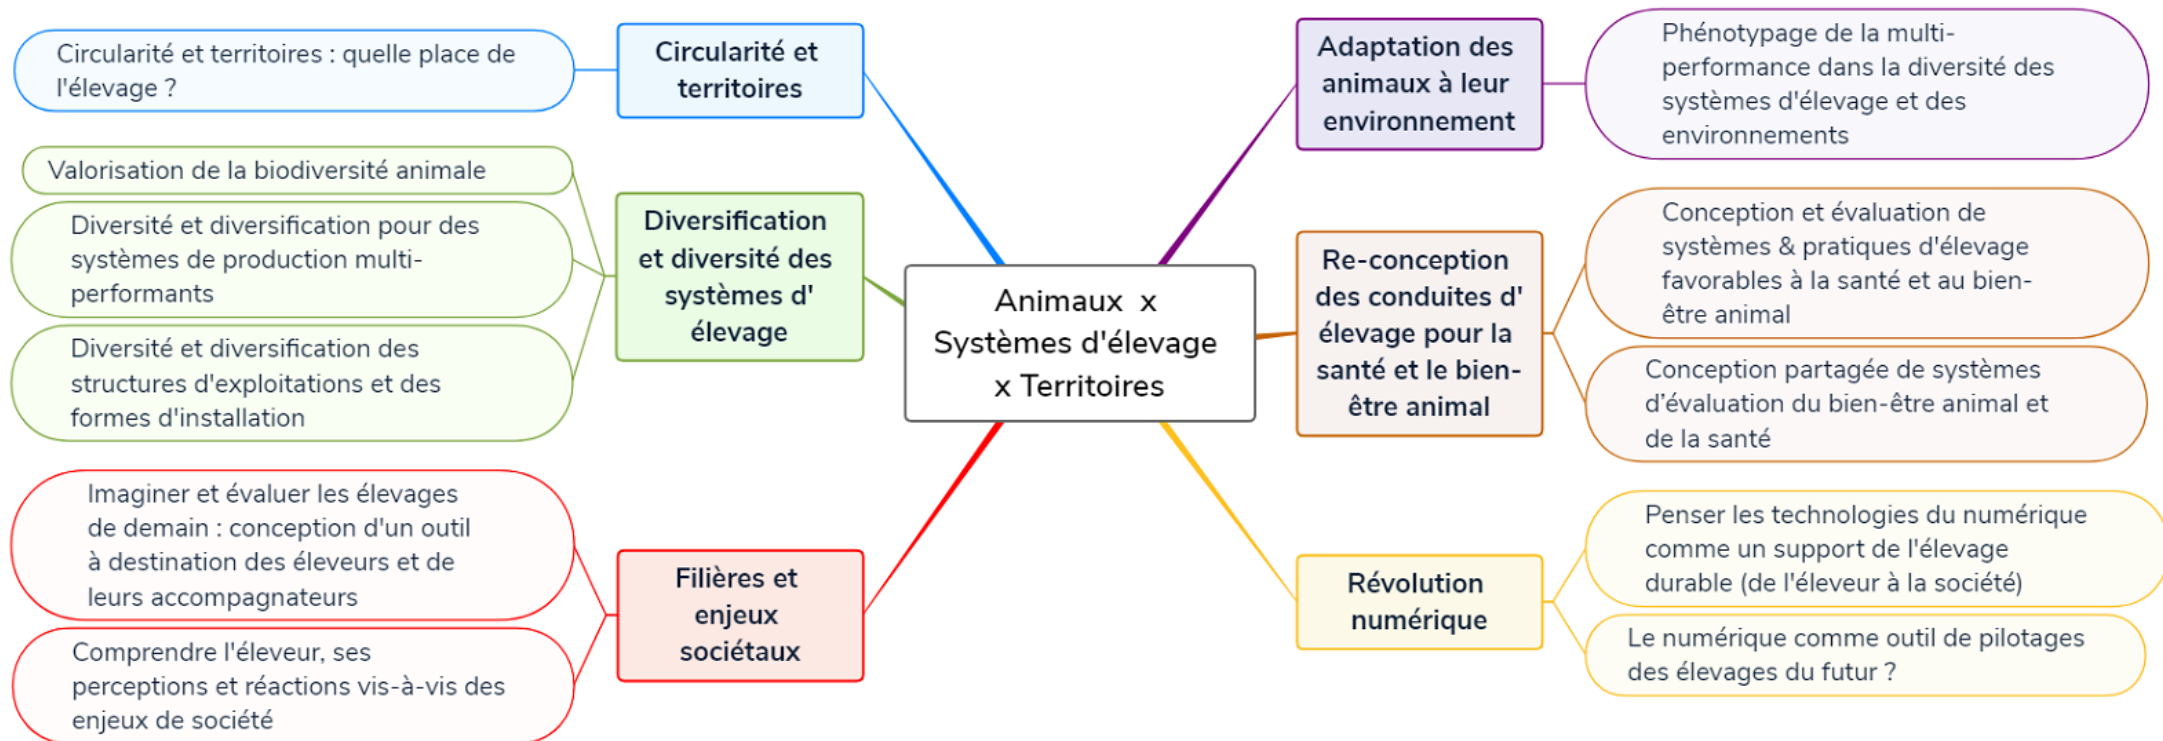 Circularité et territoires : quelle place de
l'élevage ?
Circularité et
territoires
Valorisation de la biodiversité animale
Diversité et diversification pour des
systèmes de production multi-
performants
Diversité et diversification des
structures d'exploitations et des
formes d'installation
Diversification
et diversité des
systèmes d'
élevage
Imaginer et évaluer les élevages
de demain : conception d'un outil
à destination des éleveurs et de
leurs accompagnateurs
Comprendre l'éleveur, ses
perceptions et réactions vis-à-vis des
enjeux de société
Filières et
enjeux
sociétaux
Animaux x
Systèmes d'élevage
x Territoires
Adaptation des
animaux à leur
environnement
Phénotypage de la multi-
performance dans la diversité des
systèmes d'élevage et des
environnements
Re-conception
des conduites d'
élevage pour la
santé et le bien-
être animal
Conception et évaluation de
systèmes & pratiques d'élevage
favorables à la santé et au bien-
être animal
Conception partagée de systèmes
d’évaluation du bien-être animal et
de la santé
Révolution
numérique
Penser les technologies du numérique
comme un support de l'élevage
durable (de l'éleveur à la société)
Le numérique comme outil de pilotages
des élevages du futur ?